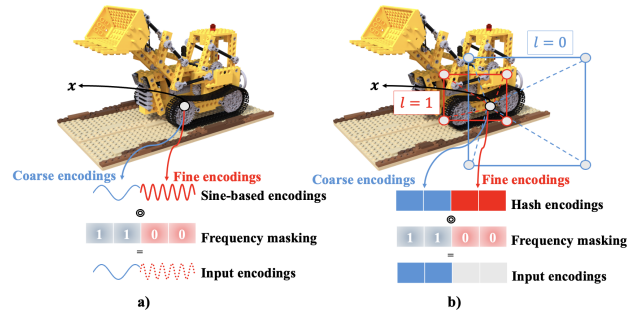 x
Coarse encodings
Fine encodings
Sine-based encodings
⊚
1 1 0 0
Frequency masking
=
Input encodings
a)
l = 0
x
l = 1
Coarse encodings
Fine encodings
Hash encodings
⊚
1 1 0 0
Frequency masking
=
Input encodings
b)